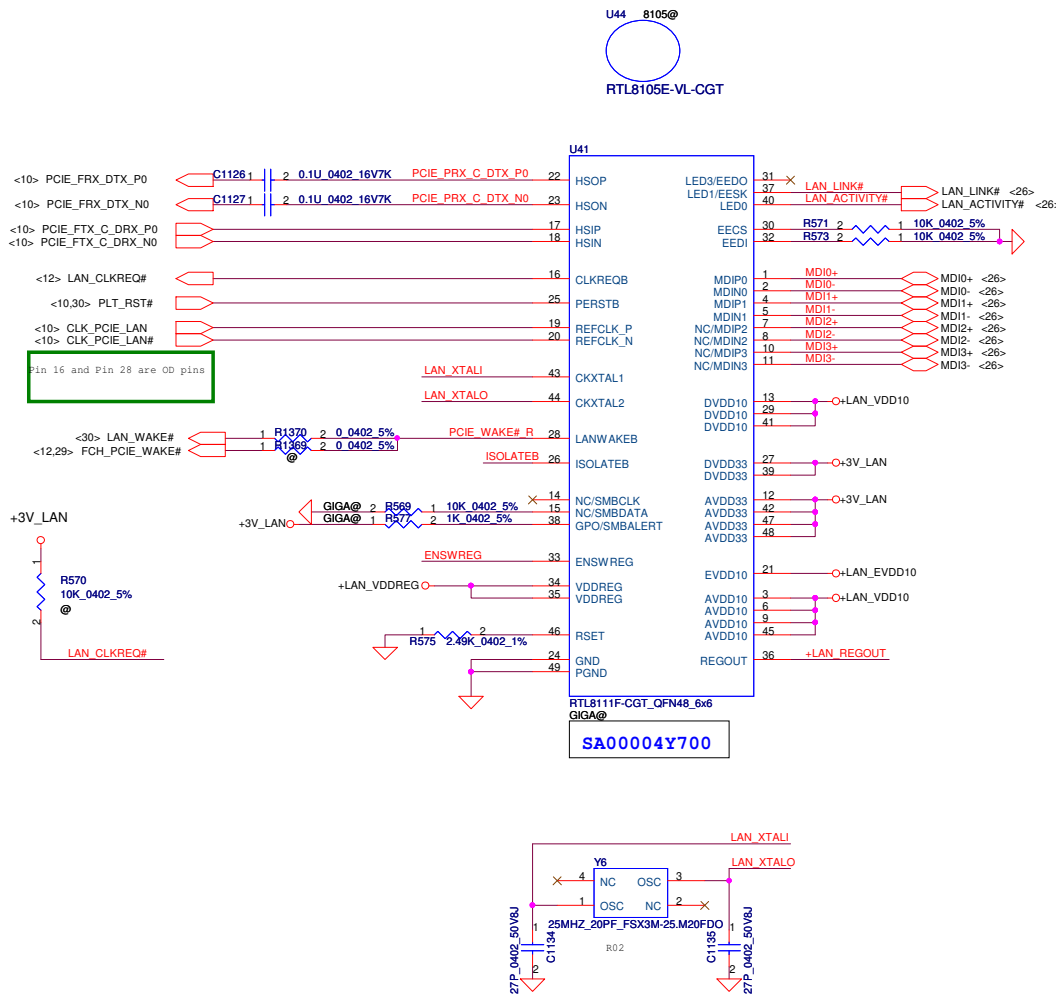 U44 8105@
RTL8105E-VL-CGT
U41
<10> PCIE_FRX_DTX_P0 C1126 1 2 0.1U_0402_16V7K PCIE_PRX_C_DTX_P0 22 HSOP
<10> PCIE_FRX_DTX_N0 C1127 1 2 0.1U_0402_16V7K PCIE_PRX_C_DTX_N0 23 HSON
<10> PCIE_FTX_C_DRX_P0 17 HSIP
<10> PCIE_FTX_C_DRX_N0 18 HSIN
<12> LAN_CLKREQ# 16 CLKREQB
<10,30> PLT_RST# 25 PERSTB
<10> CLK_PCIE_LAN 19 REFCLK_P
<10> CLK_PCIE_LAN# 20 REFCLK_N
Pin 16 and Pin 28 are OD pins
LAN_XTALI 43 CKXTAL1
LAN_XTALO 44 CKXTAL2
<30> LAN_WAKE# 1 R1370 2 0_0402_5% PCIE_WAKE#_R 28 LANWAKEB
<12,29> FCH_PCIE_WAKE# 1 R1369 2 0_0402_5%
@
ISOLATEB 26 ISOLATEB
14 NC/SMBCLK
GIGA@ 2 R569 1 10K_0402_5% 15 NC/SMBDATA
+3V_LAN GIGA@ 1 R577 2 1K_0402_5% 38 GPO/SMBALERT
ENSWREG 33 ENSWREG
+LAN_VDDREG 34 VDDREG
35 VDDREG
1 R575 2 2.49K_0402_1% 46 RSET
24 GND
49 PGND
LED3/EEDO 31
LED1/EESK 37 LAN_LINK# LAN_LINK# <26>
LED0 40 LAN_ACTIVITY# LAN_ACTIVITY# <26>
EECS 30 R571 2 1 10K_0402_5%
EEDI 32 R573 2 1 10K_0402_5%
MDIP0 1 MDI0+ MDI0+ <26>
MDIN0 2 MDI0- MDI0- <26>
MDIP1 4 MDI1+ MDI1+ <26>
MDIN1 5 MDI1- MDI1- <26>
NC/MDIP2 7 MDI2+ MDI2+ <26>
NC/MDIN2 8 MDI2- MDI2- <26>
NC/MDIP3 10 MDI3+ MDI3+ <26>
NC/MDIN3 11 MDI3- MDI3- <26>
DVDD10 13 +LAN_VDD10
DVDD10 29
DVDD10 41
DVDD33 27 +3V_LAN
DVDD33 39
AVDD33 12 +3V_LAN
AVDD33 42
AVDD33 47
AVDD33 48
EVDD10 21 +LAN_EVDD10
AVDD10 3 +LAN_VDD10
AVDD10 6
AVDD10 9
AVDD10 45
REGOUT 36 +LAN_REGOUT
RTL8111F-CGT_QFN48_6x6
GIGA@
SA00004Y700
+3V_LAN
1
R570
10K_0402_5%
@
2
LAN_CLKREQ#
LAN_XTALI
LAN_XTALO
Y6
4 NC OSC 3
1 OSC NC 2
25MHZ_20PF_FSX3M-25.M20FDO
R02
27P_0402_50V8J C1134 1 2
27P_0402_50V8J C1135 1 2